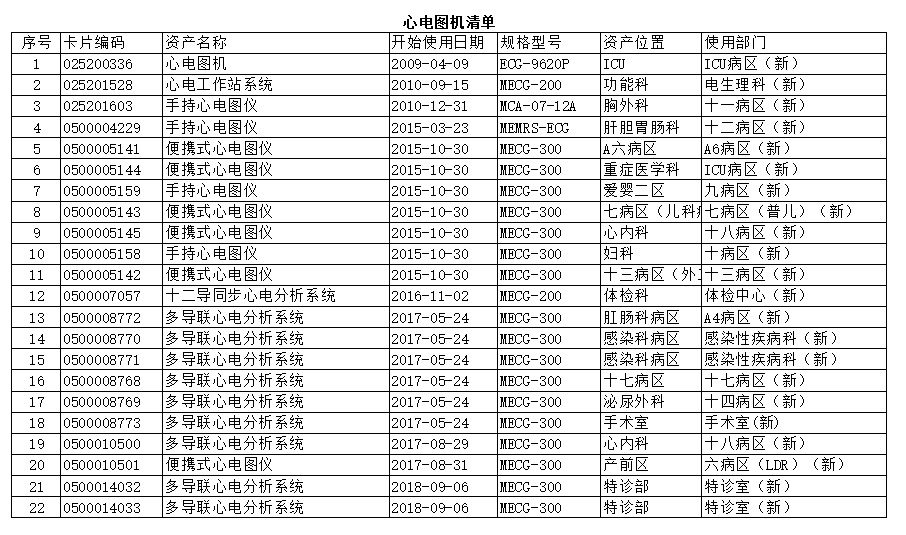 心电图机清单
序号 卡片编码 资产名称 开始使用日期 规格型号 资产位置 使用部门
1 025200336 心电图机 2009-04-09 ECG-9620P ICU ICU病区（新）
2 025201528 心电工作站系统 2010-09-15 MECG-200 功能科 电生理科（新）
3 025201603 手持心电图仪 2010-12-31 MCA-07-12A 胸外科 十一病区（新）
4 0500004229 手持心电图仪 2015-03-23 MEMRS-ECG 肝胆胃肠科 十二病区（新）
5 0500005141 便携式心电图仪 2015-10-30 MECG-300 A六病区 A6病区（新）
6 0500005144 便携式心电图仪 2015-10-30 MECG-300 重症医学科 ICU病区（新）
7 0500005159 手持心电图仪 2015-10-30 MECG-300 爱婴二区 九病区（新）
8 0500005143 便携式心电图仪 2015-10-30 MECG-300 七病区（儿科 七病区（普儿）（新）
9 0500005145 便携式心电图仪 2015-10-30 MECG-300 心内科 十八病区（新）
10 0500005158 手持心电图仪 2015-10-30 MECG-300 妇科 十病区（新）
11 0500005142 便携式心电图仪 2015-10-30 MECG-300 十三病区（外 十三病区（新）
12 0500007057 十二导同步心电分析系统 2016-11-02 MECG-200 体检科 体检中心（新）
13 0500008772 多导联心电分析系统 2017-05-24 MECG-300 肛肠科病区 A4病区（新）
14 0500008770 多导联心电分析系统 2017-05-24 MECG-300 感染科病区 感染性疾病科（新）
15 0500008771 多导联心电分析系统 2017-05-24 MECG-300 感染科病区 感染性疾病科（新）
16 0500008768 多导联心电分析系统 2017-05-24 MECG-300 十七病区 十七病区（新）
17 0500008769 多导联心电分析系统 2017-05-24 MECG-300 泌尿外科 十四病区（新）
18 0500008773 多导联心电分析系统 2017-05-24 MECG-300 手术室 手术室(新)
19 0500010500 多导联心电分析系统 2017-08-29 MECG-300 心内科 十八病区（新）
20 0500010501 便携式心电图仪 2017-08-31 MECG-300 产前区 六病区（LDR）（新）
21 0500014032 多导联心电分析系统 2018-09-06 MECG-300 特诊部 特诊室（新）
22 0500014033 多导联心电分析系统 2018-09-06 MECG-300 特诊部 特诊室（新）